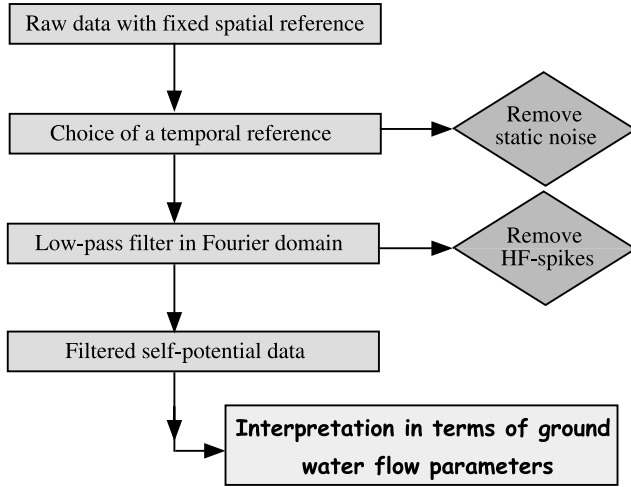 Raw data with fixed spatial reference
Choice of a temporal reference
Remove
static noise
Low-pass filter in Fourier domain
Remove
HF-spikes
Filtered self-potential data
Interpretation in terms of ground
water flow parameters